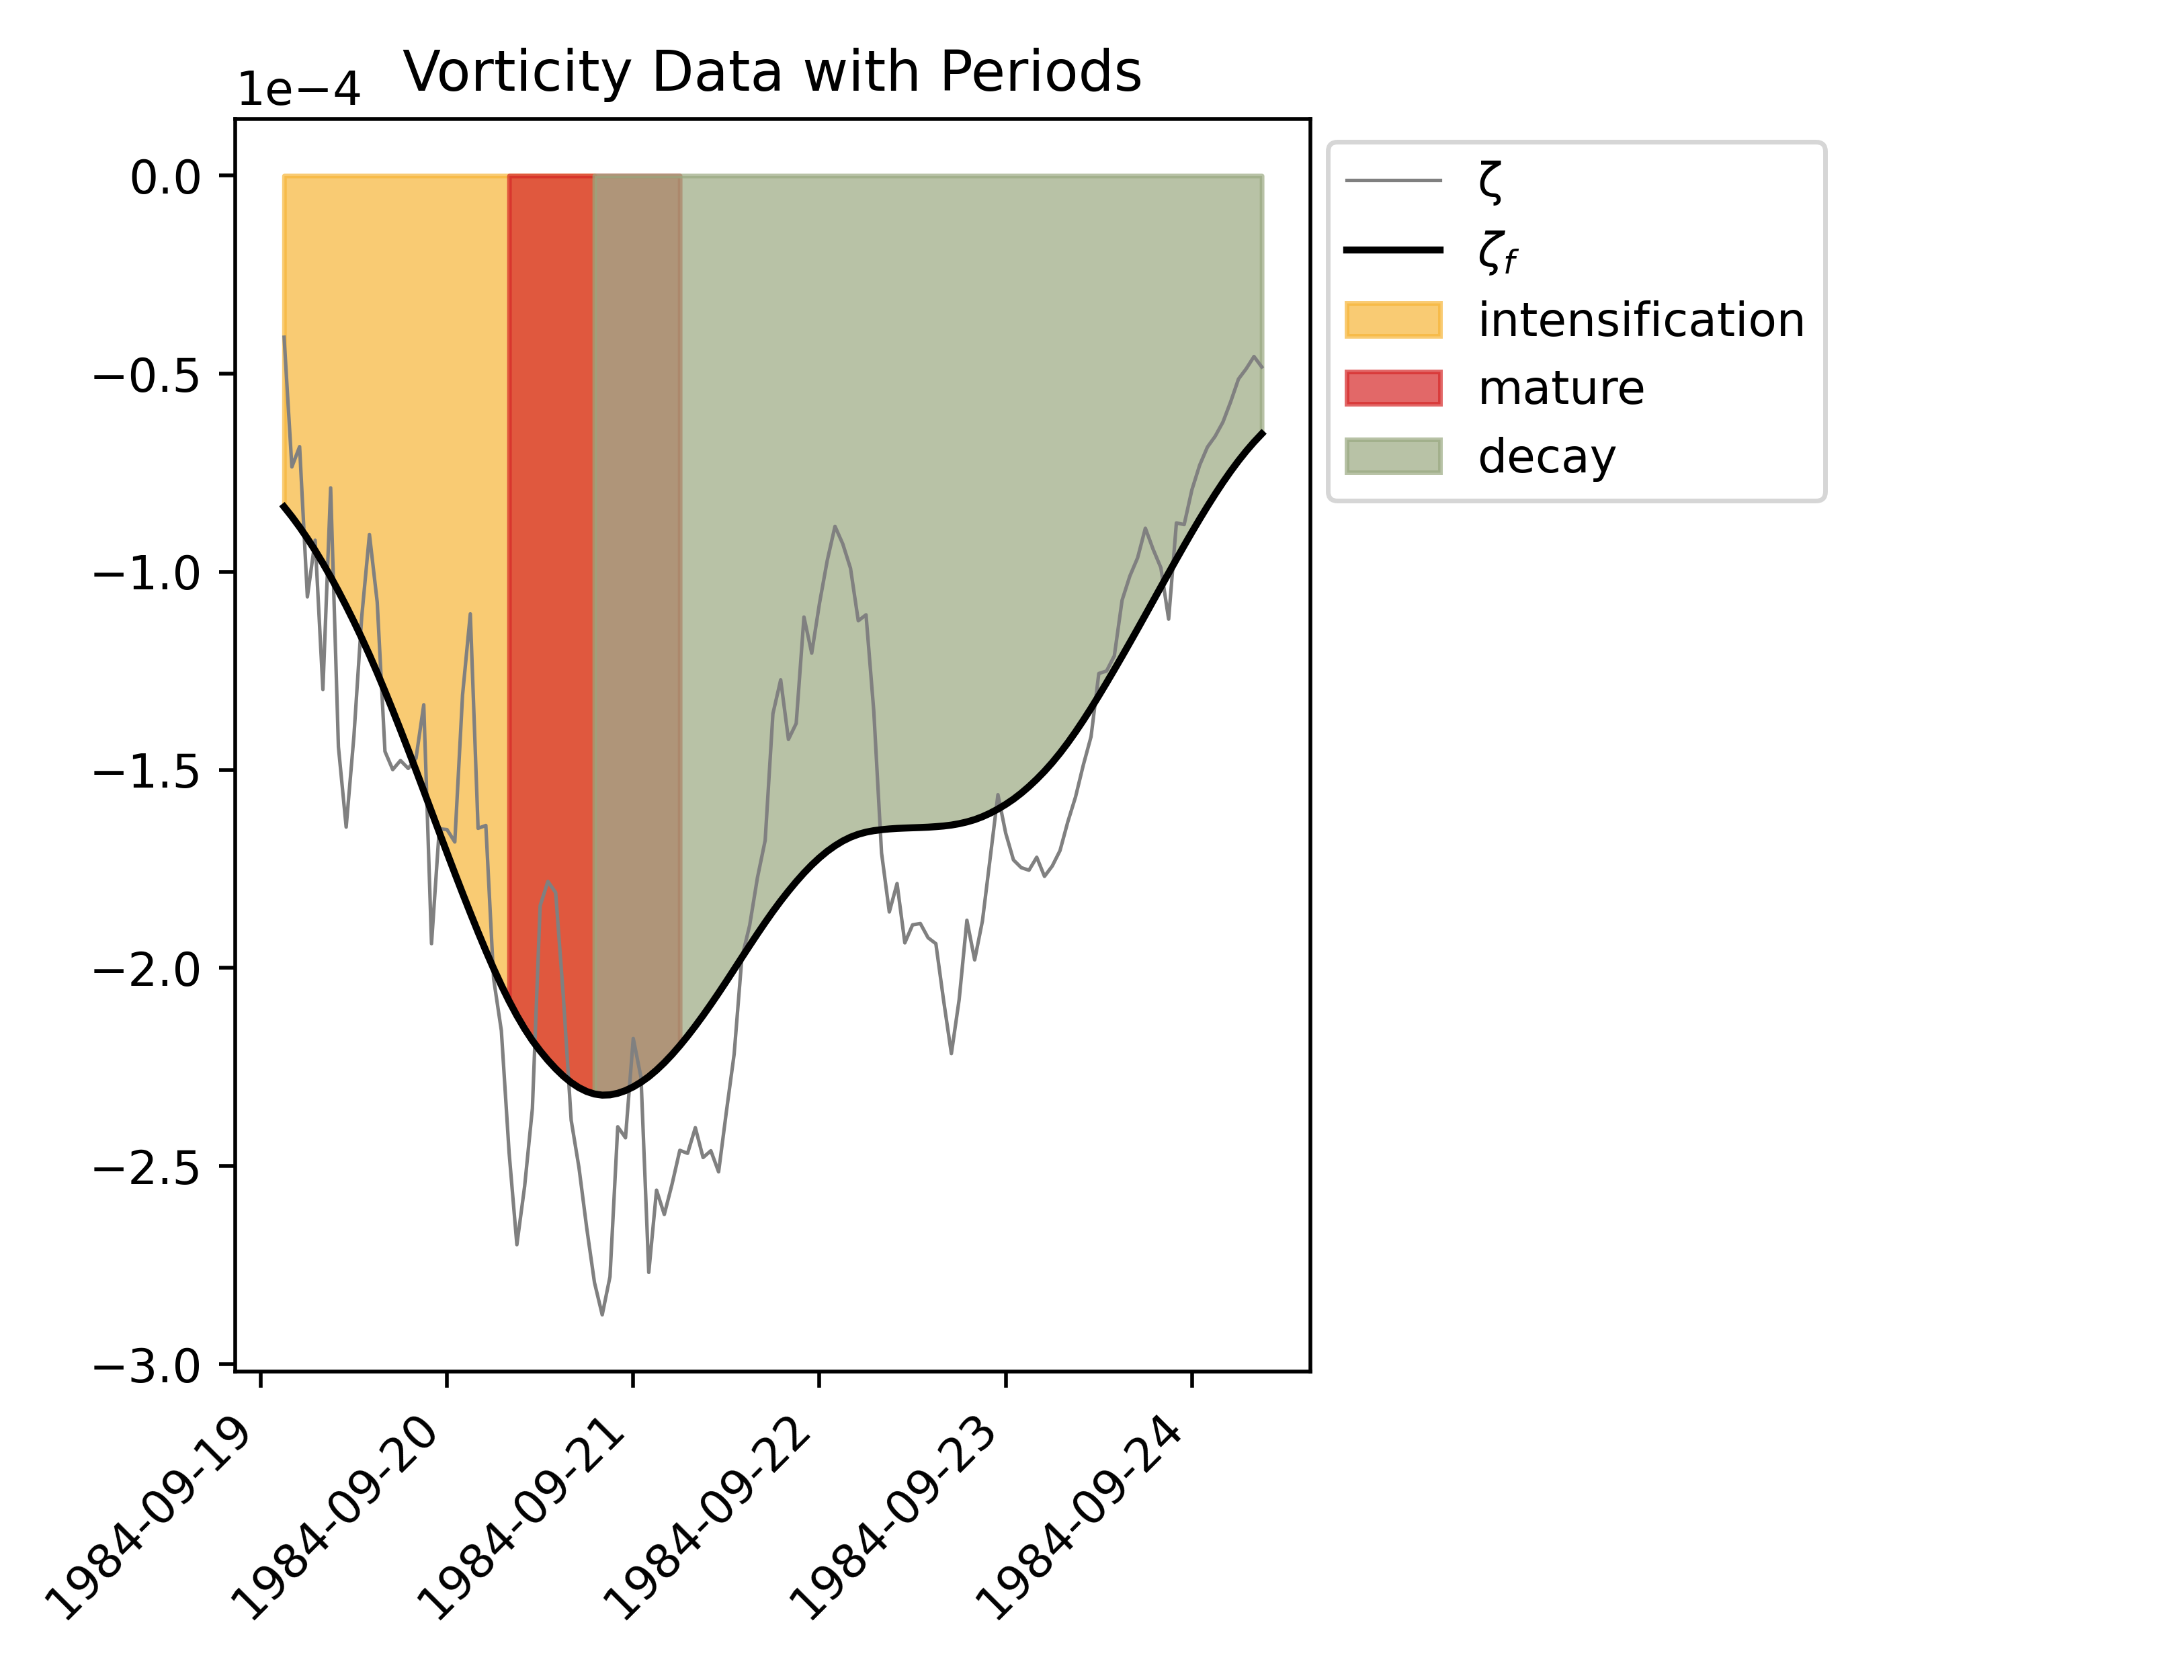 Vorticity Data with Periods
1e−4
0.0
−0.5
−1.0
−1.5
−2.0
−2.5
−3.0
1984-09-19
1984-09-20
1984-09-21
1984-09-22
1984-09-23
1984-09-24
ζ
ζf
intensification
mature
decay